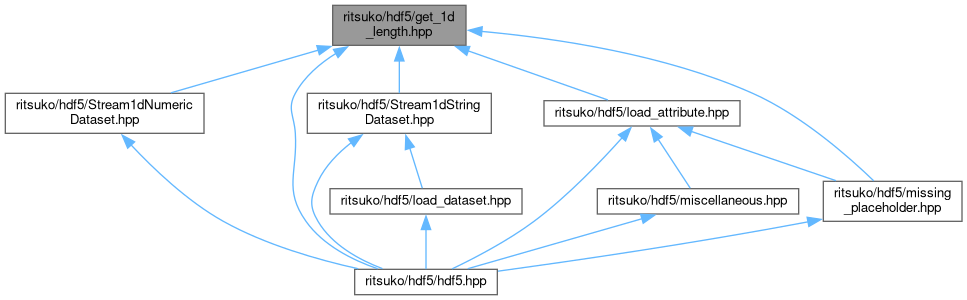 ritsuko/hdf5/get_1d
_length.hpp
ritsuko/hdf5/Stream1dNumeric
Dataset.hpp
ritsuko/hdf5/Stream1dString
Dataset.hpp
ritsuko/hdf5/load_attribute.hpp
ritsuko/hdf5/load_dataset.hpp
ritsuko/hdf5/miscellaneous.hpp
ritsuko/hdf5/missing
_placeholder.hpp
ritsuko/hdf5/hdf5.hpp